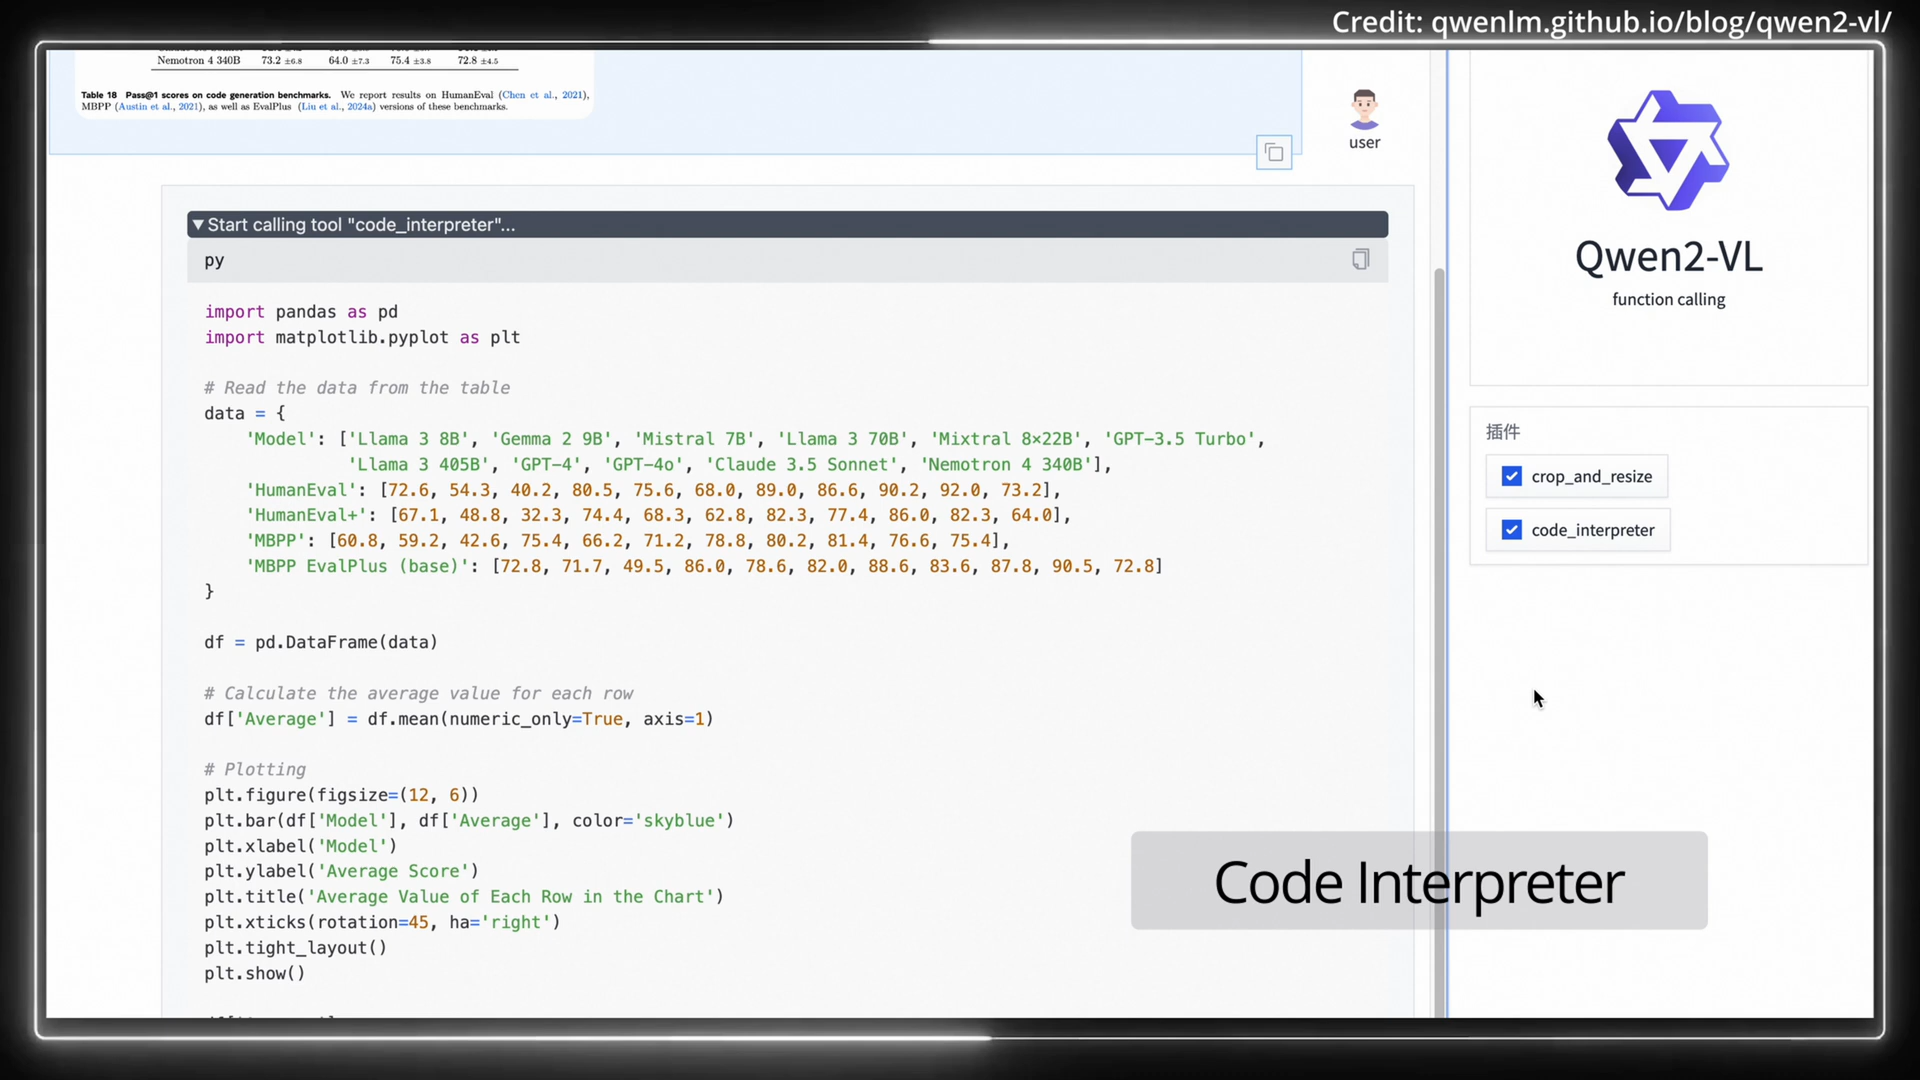 Credit: qwenlm.github.io/blog/qwen2-vl/
Nemotron 4 340B 73.2 ±6.8 64.0 ±7.3 75.4 ±3.8 72.8 ±4.5
Table 18 Pass@1 scores on code generation benchmarks. We report results on HumanEval (Chen et al., 2021),
MBPP (Austin et al., 2021), as well as EvalPlus (Liu et al., 2024a) versions of these benchmarks.
user
▼Start calling tool "code_interpreter"...
py
import pandas as pd
import matplotlib.pyplot as plt
# Read the data from the table
data = {
'Model': ['Llama 3 8B', 'Gemma 2 9B', 'Mistral 7B', 'Llama 3 70B', 'Mixtral 8×22B', 'GPT-3.5 Turbo',
'Llama 3 405B', 'GPT-4', 'GPT-4o', 'Claude 3.5 Sonnet', 'Nemotron 4 340B'],
'HumanEval': [72.6, 54.3, 40.2, 80.5, 75.6, 68.0, 89.0, 86.6, 90.2, 92.0, 73.2],
'HumanEval+': [67.1, 48.8, 32.3, 74.4, 68.3, 62.8, 82.3, 77.4, 86.0, 82.3, 64.0],
'MBPP': [60.8, 59.2, 42.6, 75.4, 66.2, 71.2, 78.8, 80.2, 81.4, 76.6, 75.4],
'MBPP EvalPlus (base)': [72.8, 71.7, 49.5, 86.0, 78.6, 82.0, 88.6, 83.6, 87.8, 90.5, 72.8]
}
df = pd.DataFrame(data)
# Calculate the average value for each row
df['Average'] = df.mean(numeric_only=True, axis=1)
# Plotting
plt.figure(figsize=(12, 6))
plt.bar(df['Model'], df['Average'], color='skyblue')
plt.xlabel('Model')
plt.ylabel('Average Score')
plt.title('Average Value of Each Row in the Chart')
plt.xticks(rotation=45, ha='right')
plt.tight_layout()
plt.show()
Qwen2-VL
function calling
插件
crop_and_resize
code_interpreter
Code Interpreter